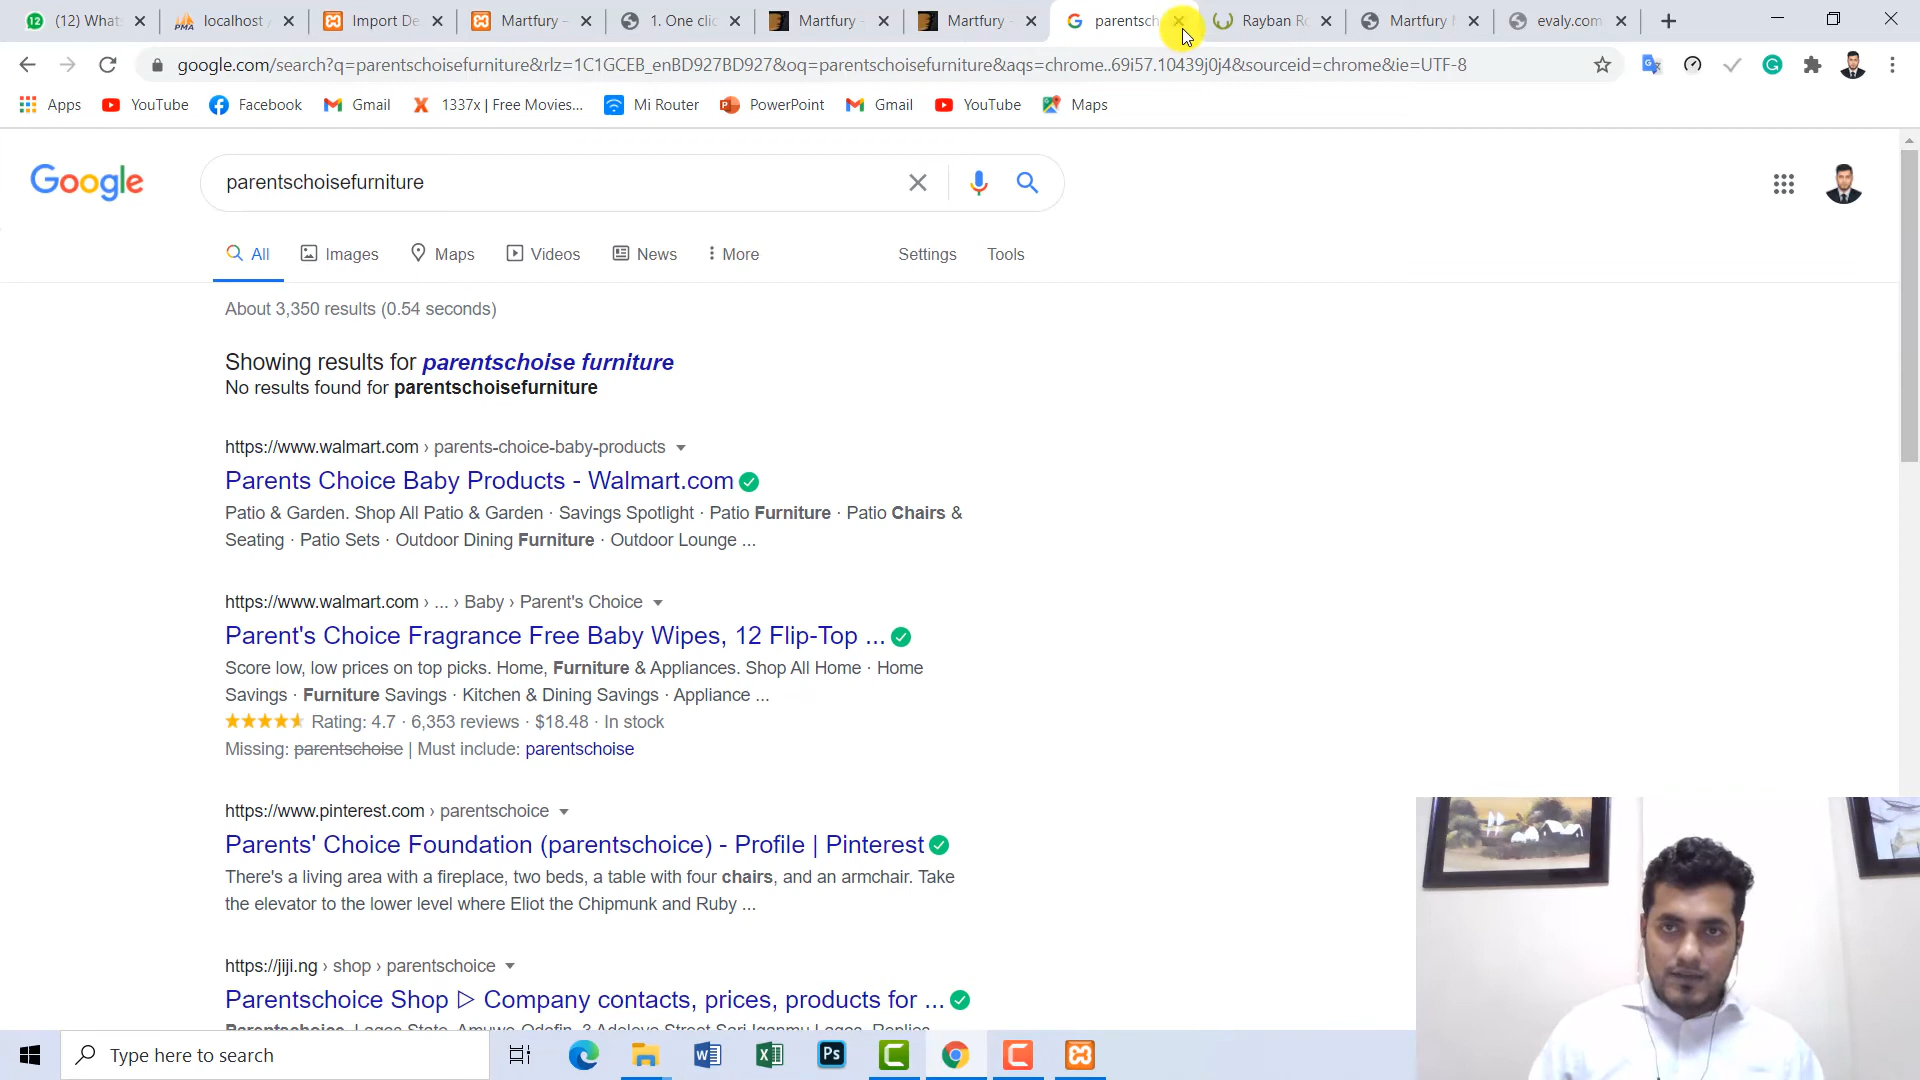 12
(12) Whats
PMA
localhost /
Import De
Martfury –
1. One clic
Martfury -
Martfury -
parentsch
Rayban Ro
Martfury
evaly.com
google.com/search?q=parentschoisefurniture&rlz=1C1GCEB_enBD927BD927&oq=parentschoisefurniture&aqs=chrome..69i57.10439j0j4&sourceid=chrome&ie=UTF-8
Apps
YouTube
Facebook
Gmail
1337x | Free Movies...
Mi Router
PowerPoint
Gmail
YouTube
Maps
Google
parentschoisefurniture
All
Images
Maps
Videos
News
More
Settings
Tools
About 3,350 results (0.54 seconds)
Showing results for parentschoise furniture
No results found for parentschoisefurniture
https://www.walmart.com › parents-choice-baby-products
Parents Choice Baby Products - Walmart.com
Patio & Garden. Shop All Patio & Garden · Savings Spotlight · Patio Furniture · Patio Chairs &
Seating · Patio Sets · Outdoor Dining Furniture · Outdoor Lounge ...
https://www.walmart.com › ... › Baby › Parent's Choice
Parent's Choice Fragrance Free Baby Wipes, 12 Flip-Top ...
Score low, low prices on top picks. Home, Furniture & Appliances. Shop All Home · Home
Savings · Furniture Savings · Kitchen & Dining Savings · Appliance ...
Rating: 4.7 · 6,353 reviews · $18.48 · In stock
Missing: parentschoise | Must include: parentschoise
https://www.pinterest.com › parentschoice
Parents' Choice Foundation (parentschoice) - Profile | Pinterest
There's a living area with a fireplace, two beds, a table with four chairs, and an armchair. Take
the elevator to the lower level where Eliot the Chipmunk and Ruby ...
https://jiji.ng › shop › parentschoice
Parentschoice Shop ▷ Company contacts, prices, products for ...
Type here to search
Ps